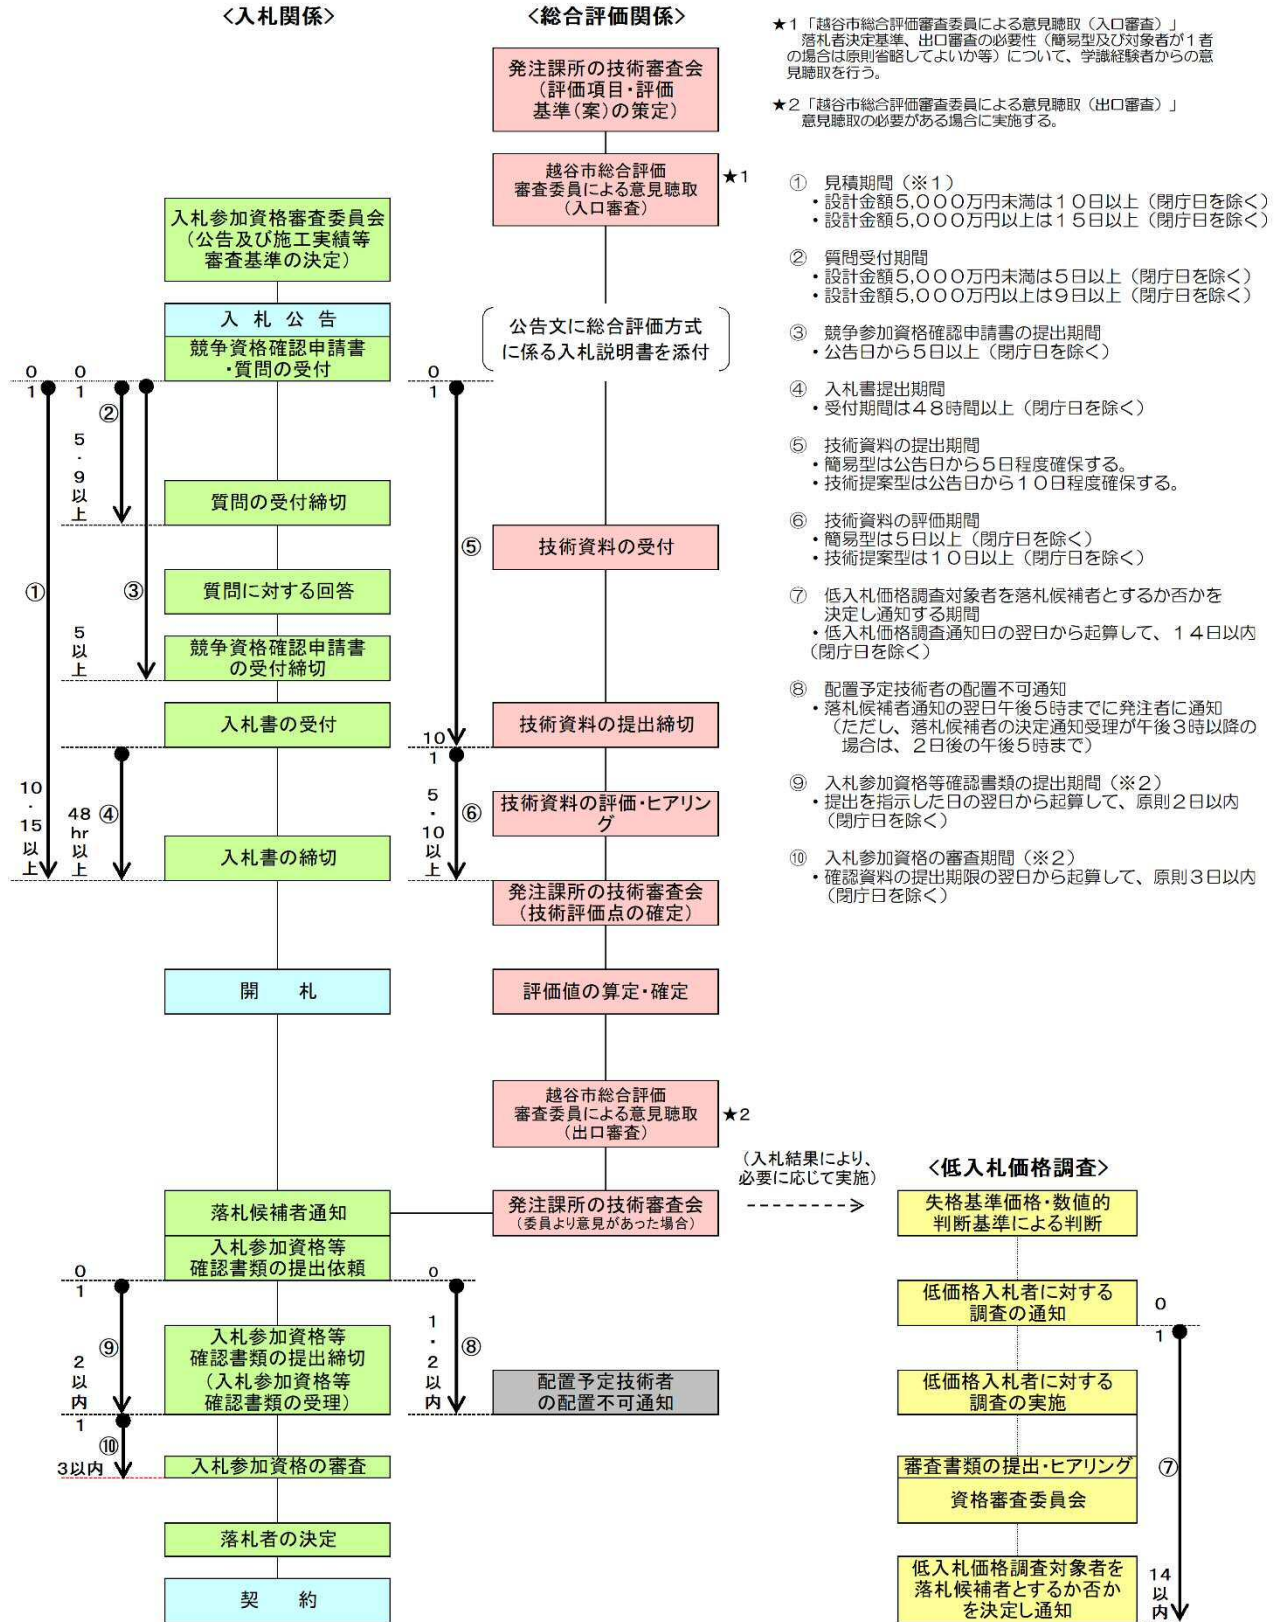 <入札関係>
入札参加資格審査委員会
(公告及び施工実績等
審査基準の決定)
入 札 公 告
競争資格確認申請書
・質問の受付
0
1
0
1
①
②
③
5・9以上
質問の受付締切
質問に対する回答
5以上
競争資格確認申請書
の受付締切
入札書の受付
10・15以上
48hr以上
④
入札書の締切
開 札
落札候補者通知
入札参加資格等
確認書類の提出依頼
0
1
⑨
2以内
入札参加資格等
確認書類の提出締切
(入札参加資格等
確認書類の受理)
1
⑩
3以内
入札参加資格の審査
落札者の決定
契 約
<総合評価関係>
発注課所の技術審査会
(評価項目・評価
基準(案)の策定)
越谷市総合評価
審査委員による意見聴取
(入口審査)
★1
公告文に総合評価方式
に係る入札説明書を添付
0
1
⑤
技術資料の受付
技術資料の提出締切
10
1
5・10以上
⑥
技術資料の評価・ヒアリン
グ
発注課所の技術審査会
(技術評価点の確定)
評価値の算定・確定
越谷市総合評価
審査委員による意見聴取
(出口審査)
★2
発注課所の技術審査会
(委員より意見があった場合)
0
1・2以内
⑧
配置予定技術者
の配置不可通知
(入札結果により、
必要に応じて実施)
<低入札価格調査>
失格基準価格・数値的
判断基準による判断
低価格入札者に対する
調査の通知
0
1
低価格入札者に対する
調査の実施
審査書類の提出・ヒアリング
⑦
資格審査委員会
低入札価格調査対象者を
落札候補者とするか否か
を決定し通知
14以内
★1「越谷市総合評価審査委員による意見聴取(入口審査)」
落札者決定基準、出口審査の必要性(簡易型及び対象者が1者
の場合は原則省略してよいか等)について、学識経験者からの意
見聴取を行う。
★2「越谷市総合評価審査委員による意見聴取(出口審査)」
意見聴取の必要がある場合に実施する。
① 見積期間(※1)
・設計金額5,000万円未満は10日以上(閉庁日を除く)
・設計金額5,000万円以上は15日以上(閉庁日を除く)
② 質問受付期間
・設計金額5,000万円未満は5日以上(閉庁日を除く)
・設計金額5,000万円以上は9日以上(閉庁日を除く)
③ 競争参加資格確認申請書の提出期間
・公告日から5日以上(閉庁日を除く)
④ 入札書提出期間
・受付期間は48時間以上(閉庁日を除く)
⑤ 技術資料の提出期間
・簡易型は公告日から5日程度確保する。
・技術提案型は公告日から10日程度確保する。
⑥ 技術資料の評価期間
・簡易型は5日以上(閉庁日を除く)
・技術提案型は10日以上(閉庁日を除く)
⑦ 低入札価格調査対象者を落札候補者とするか否かを
決定し通知する期間
・低入札価格調査通知日の翌日から起算して、14日以内
(閉庁日を除く)
⑧ 配置予定技術者の配置不可通知
・落札候補者通知の翌日午後5時までに発注者に通知
(ただし、落札候補者の決定通知受理が午後3時以降の
場合は、2日後の午後5時まで)
⑨ 入札参加資格等確認書類の提出期間(※2)
・提出を指示した日の翌日から起算して、原則2日以内
(閉庁日を除く)
⑩ 入札参加資格の審査期間(※2)
・確認資料の提出期限の翌日から起算して、原則3日以内
(閉庁日を除く)